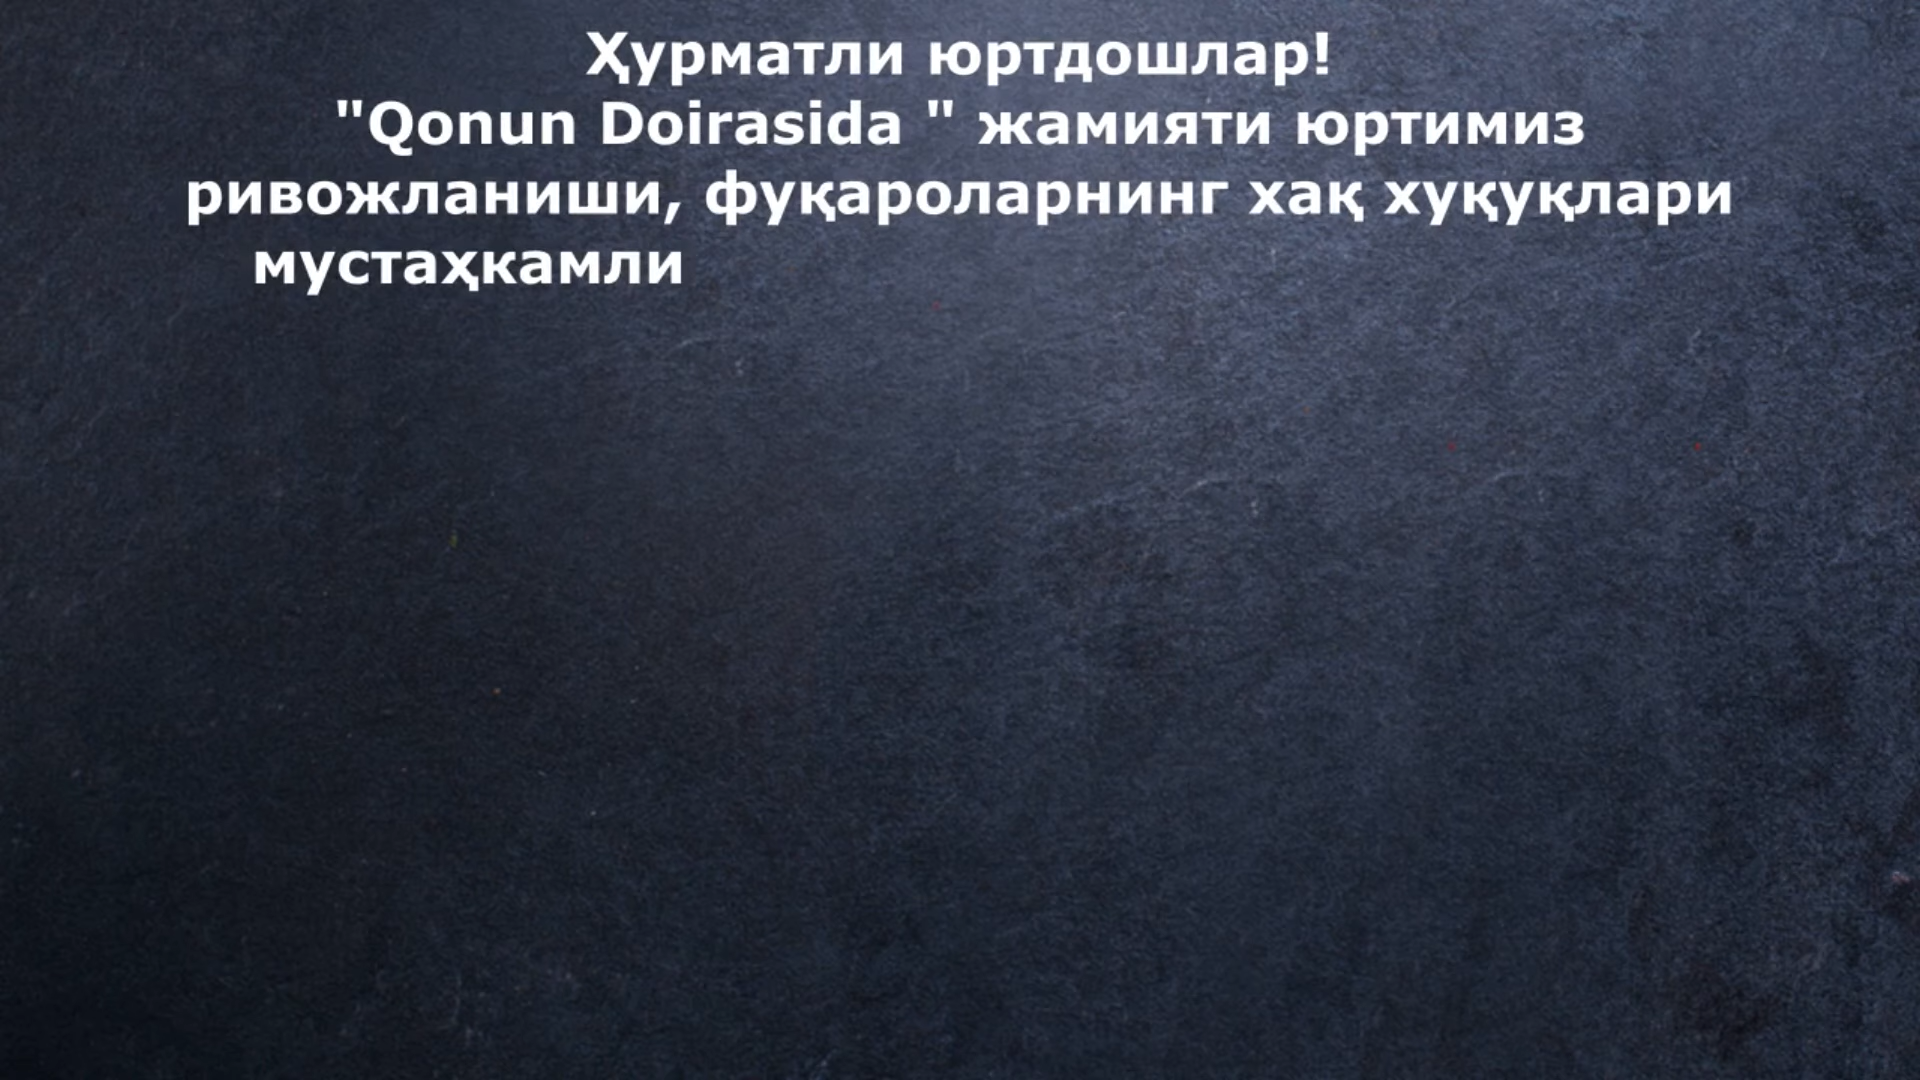 Ҳурматли юртдошлар!
"Qonun Doirasida " жамияти юртимиз
ривожланиши, фуқароларнинг хақ хуқуқлари
мустаҳкамли